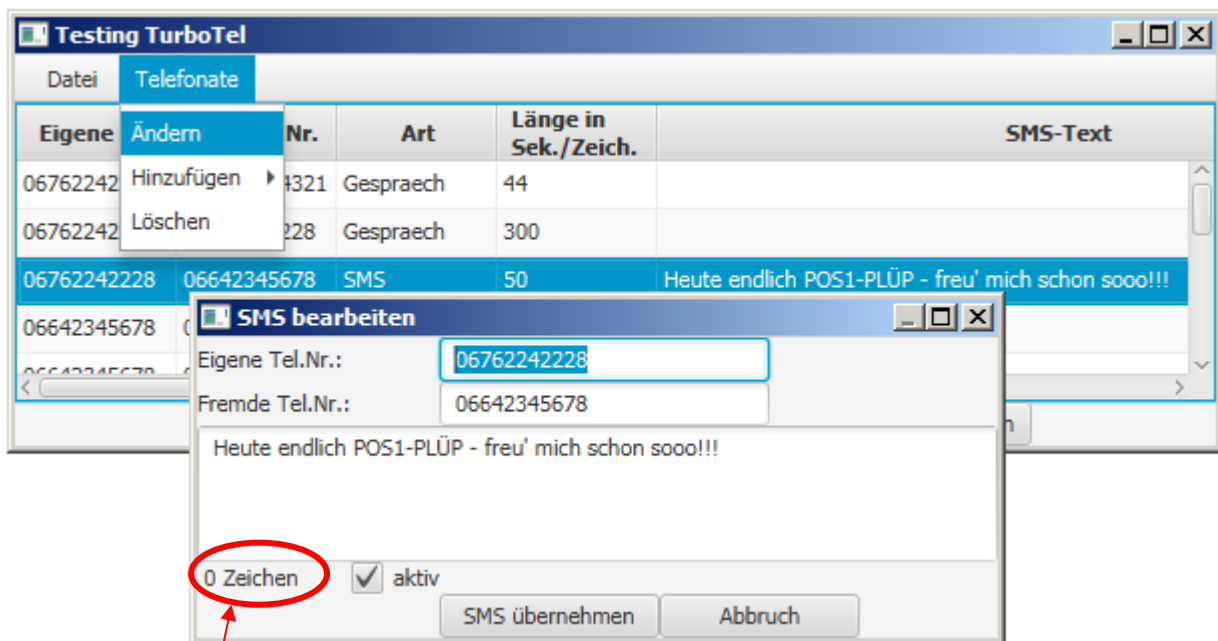 Testing TurboTel
Datei Telefonate
Eigene Nr. Art Länge in Sek./Zeich. SMS-Text
Ändern
06762242 4321 Gespraech 44
Hinzufügen
06762242 228 Gespraech 300
Löschen
06762242228 06642345678 SMS 50 Heute endlich POS1-PLÜP - freu' mich schon sooo!!!
06642345678
SMS bearbeiten
Eigene Tel.Nr.: 06762242228
Fremde Tel.Nr.: 06642345678
Heute endlich POS1-PLÜP - freu' mich schon sooo!!!
0 Zeichen aktiv
SMS übernehmen Abbruch